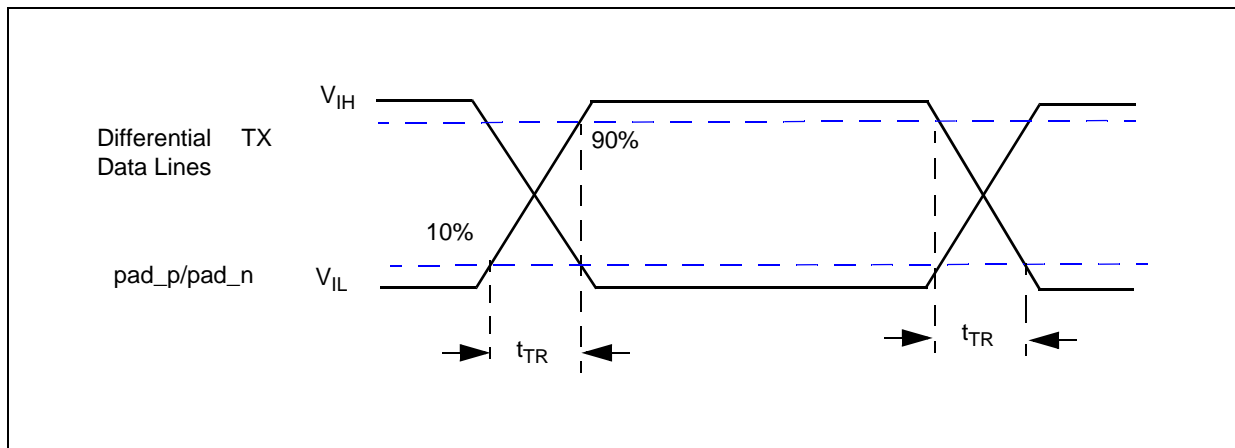 V_IH
Differential TX
Data Lines
90%
10%
pad_p/pad_n
V_IL
t_TR
t_TR